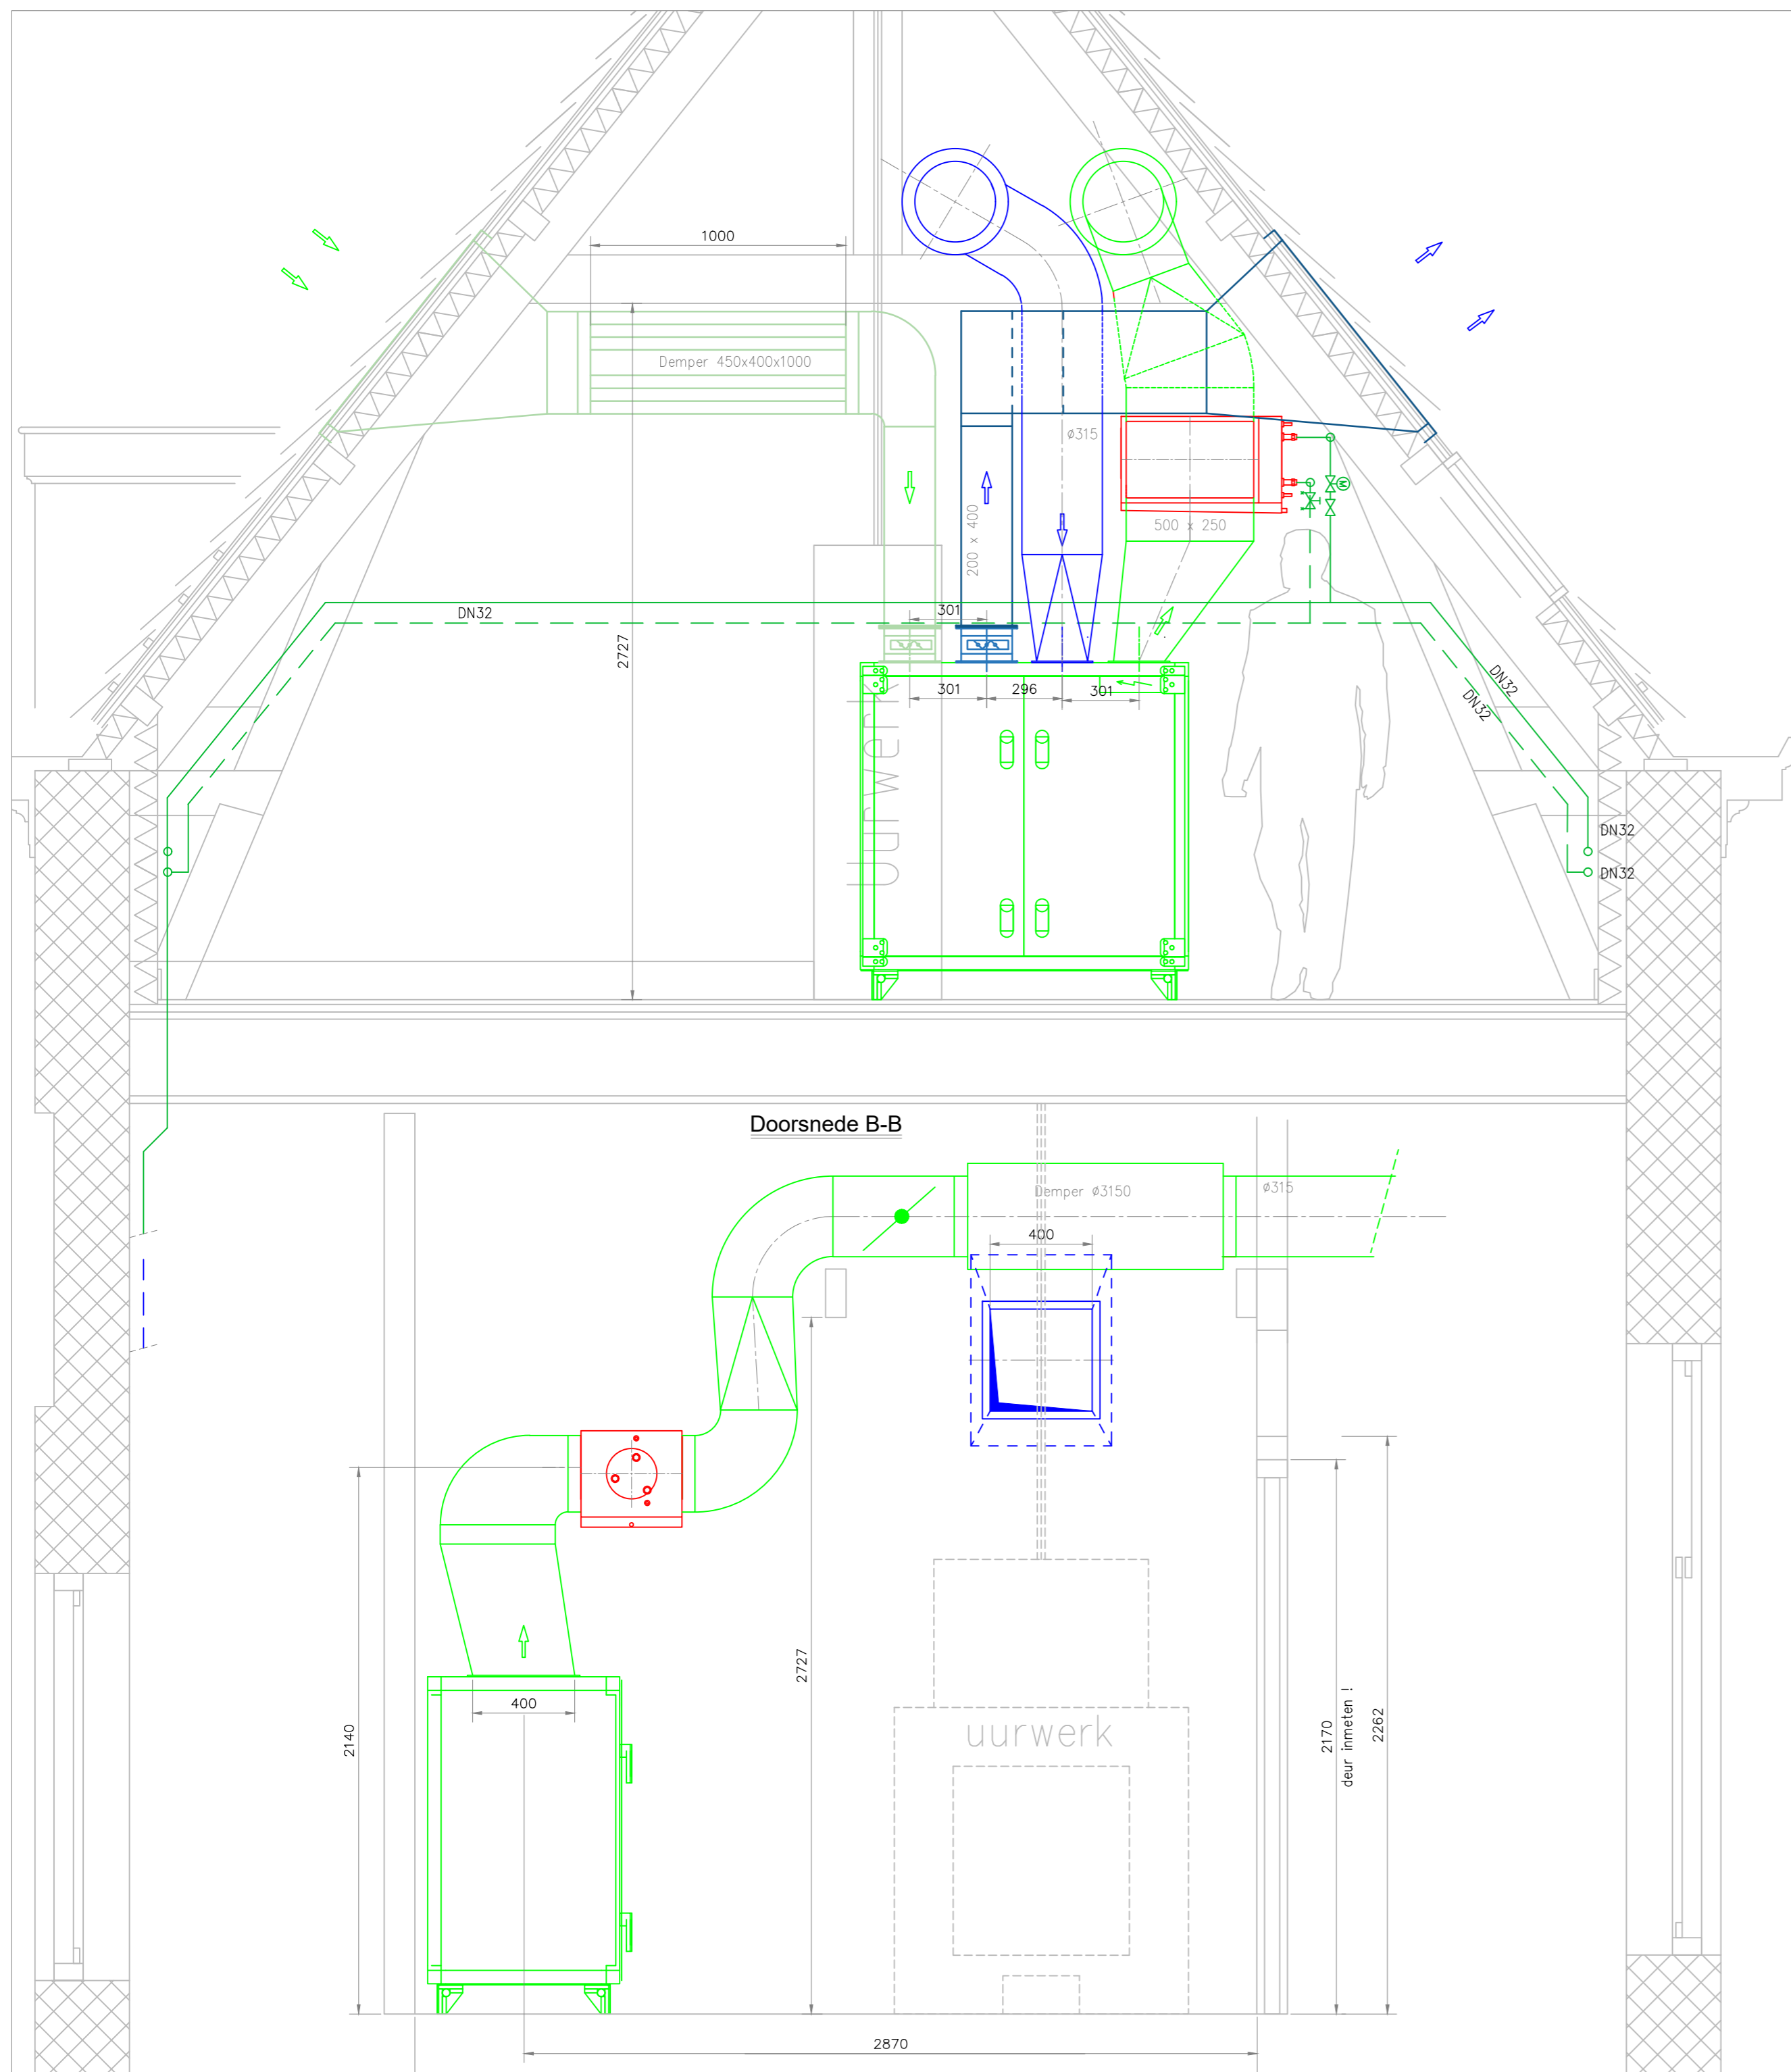 1000
Demper 450x400x1000
ø315
200 x 400
500 x 250
M
DN32
301
2727
DN32
DN32
301
296
301
uurwerk
DN32
DN32
Doorsnede B-B
Demper ø3150
ø315
400
2140
400
2727
uurwerk
2170
deur inmeten !
2262
2870